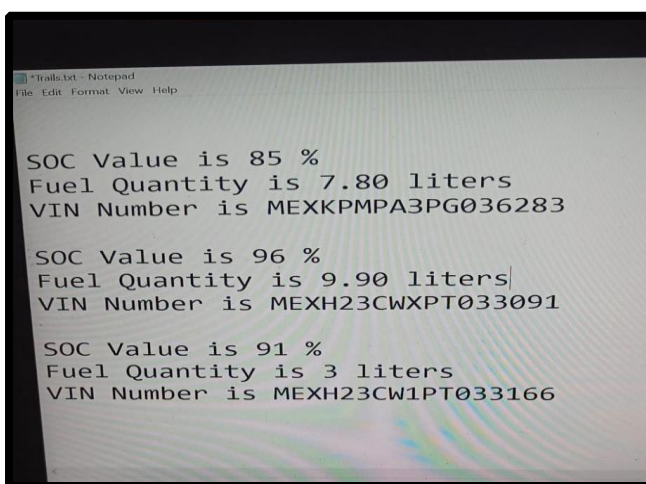 *Trails.txt - Notepad
File Edit Format View Help
SOC Value is 85 %
Fuel Quantity is 7.80 liters
VIN Number is MEXKPMPA3PG036283
SOC Value is 96 %
Fuel Quantity is 9.90 liters
VIN Number is MEXH23CWXPT033091
SOC Value is 91 %
Fuel Quantity is 3 liters
VIN Number is MEXH23CW1PT033166